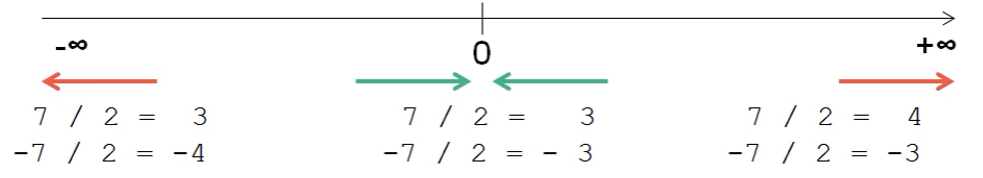 -∞ 0 +∞
7 / 2 = 3 7 / 2 = 3 7 / 2 = 4
-7 / 2 = -4 -7 / 2 = - 3 -7 / 2 = -3